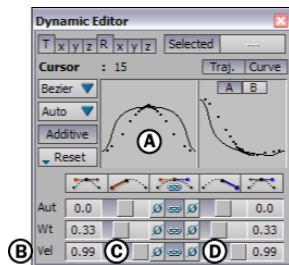 Dynamic Editor
T x y z R x y z Selected ---
Cursor : 15 Traj. Curve
Bezier A B
Auto
Additive A
Reset
Aut 0.0 Ø Ø 0.0
Wt 0.33 Ø Ø 0.33
B Vel 0.99 C Ø Ø D 0.99